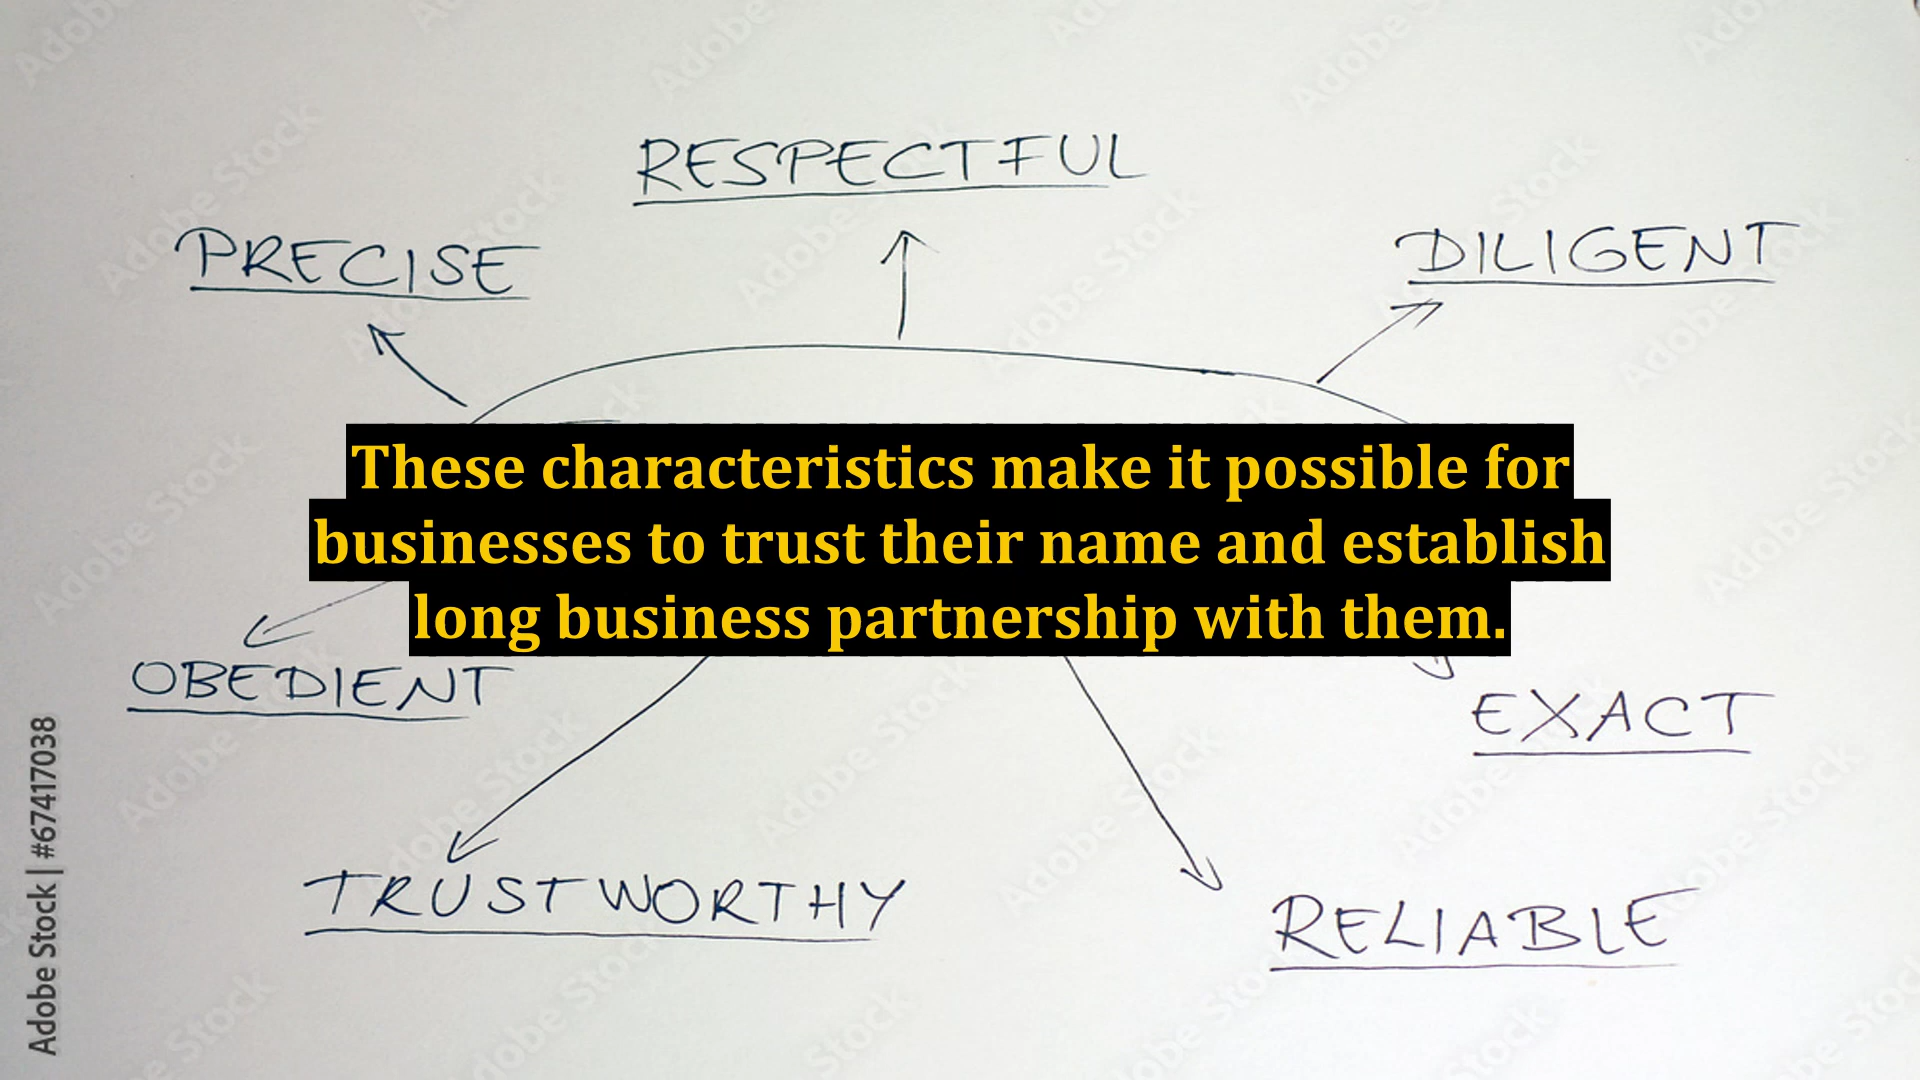 RESPECTFUL
PRECISE
DILIGENT
These characteristics make it possible for
businesses to trust their name and establish
long business partnership with them.
OBEDIENT
EXACT
TRUSTWORTHY
RELIABLE
Adobe Stock | #67417038